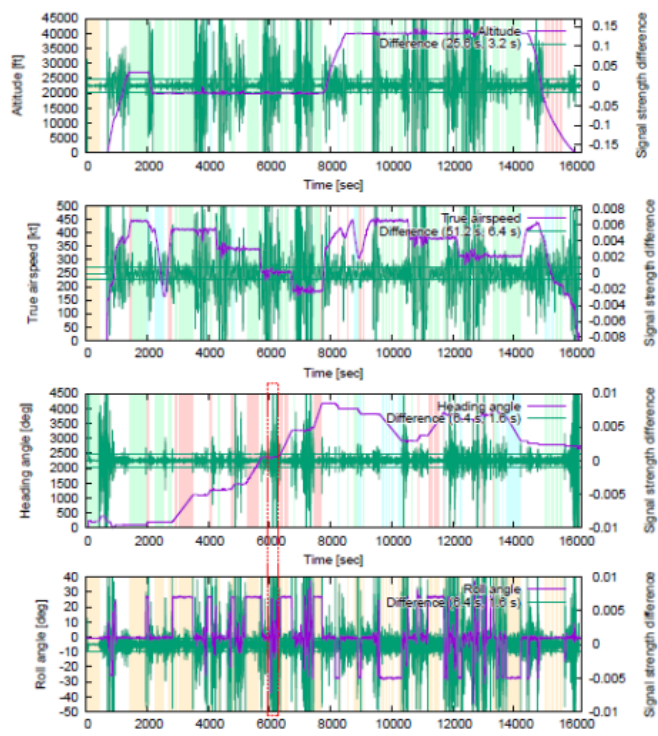 45000
40000
35000
30000
25000
20000
15000
10000
5000
0
Altitude [ft]
Altitude
Difference (25.6 s, 3.2 s)
0.15
0.10
0.05
0
-0.05
-0.10
-0.15
Signal strength difference
0 2000 4000 6000 8000 10000 12000 14000 16000
Time [sec]
500
450
400
350
300
250
200
150
100
50
0
True airspeed [kt]
True airspeed
Difference (51.2 s, 6.4 s)
0.008
0.006
0.004
0.002
0
-0.002
-0.004
-0.006
-0.008
Signal strength difference
0 2000 4000 6000 8000 10000 12000 14000 16000
Time [sec]
4500
4000
3500
3000
2500
2000
1500
1000
500
0
Heading angle [deg]
Heading angle
Difference (6.4 s, 1.6 s)
0.01
0.005
0
-0.005
-0.01
Signal strength difference
0 2000 4000 6000 8000 10000 12000 14000 16000
Time [sec]
40
30
20
10
0
-10
-20
-30
-40
-50
Roll angle [deg]
Roll angle
Difference (6.4 s, 1.6 s)
0.01
0.005
0
-0.005
-0.01
Signal strength difference
0 2000 4000 6000 8000 10000 12000 14000 16000
Time [sec]